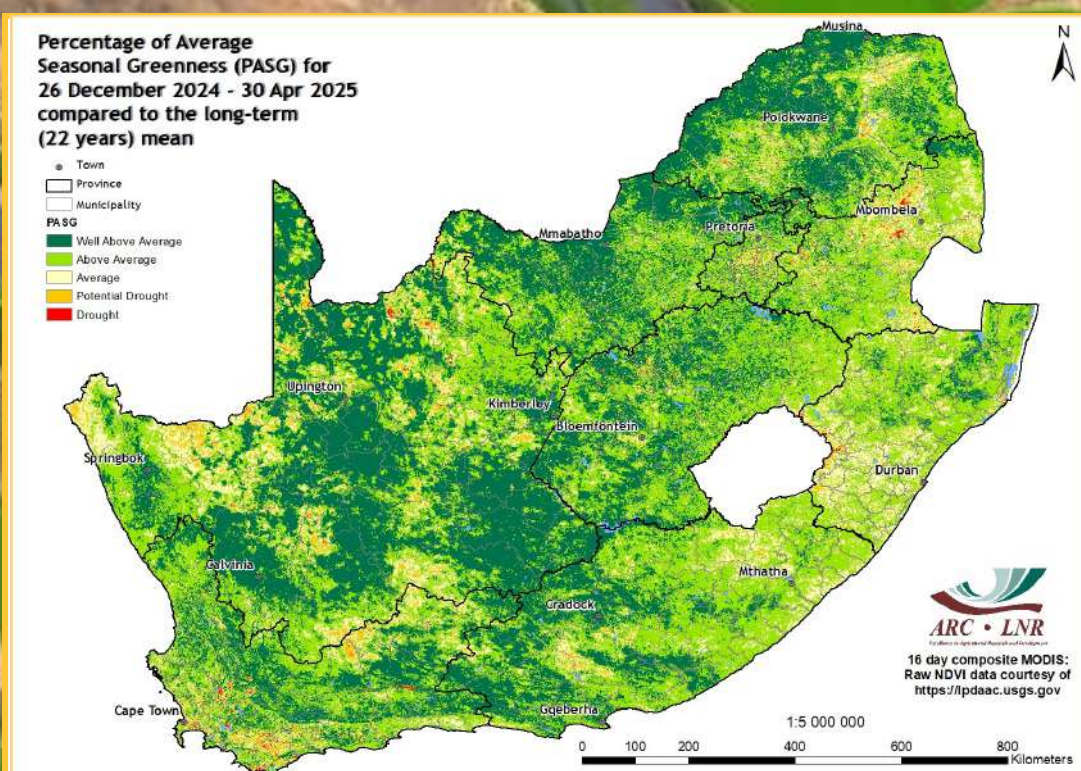 Percentage of Average
Seasonal Greenness (PASG) for
26 December 2024 - 30 Apr 2025
compared to the long-term
(22 years) mean
Town
Province
Municipality
PASG
Well Above Average
Above Average
Average
Potential Drought
Drought
N
Musina
Polokwane
Mbombela
Pretoria
Mmabatho
Upington
Kimberley
Bloemfontein
Springbok
Durban
Calvinia
Mthatha
Cradock
Cape Town
Gqeberha
ARC • LNR
16 day composite MODIS:
Raw NDVI data courtesy of
https://lpdaac.usgs.gov
1:5 000 000
0 100 200 400 600 800
Kilometers